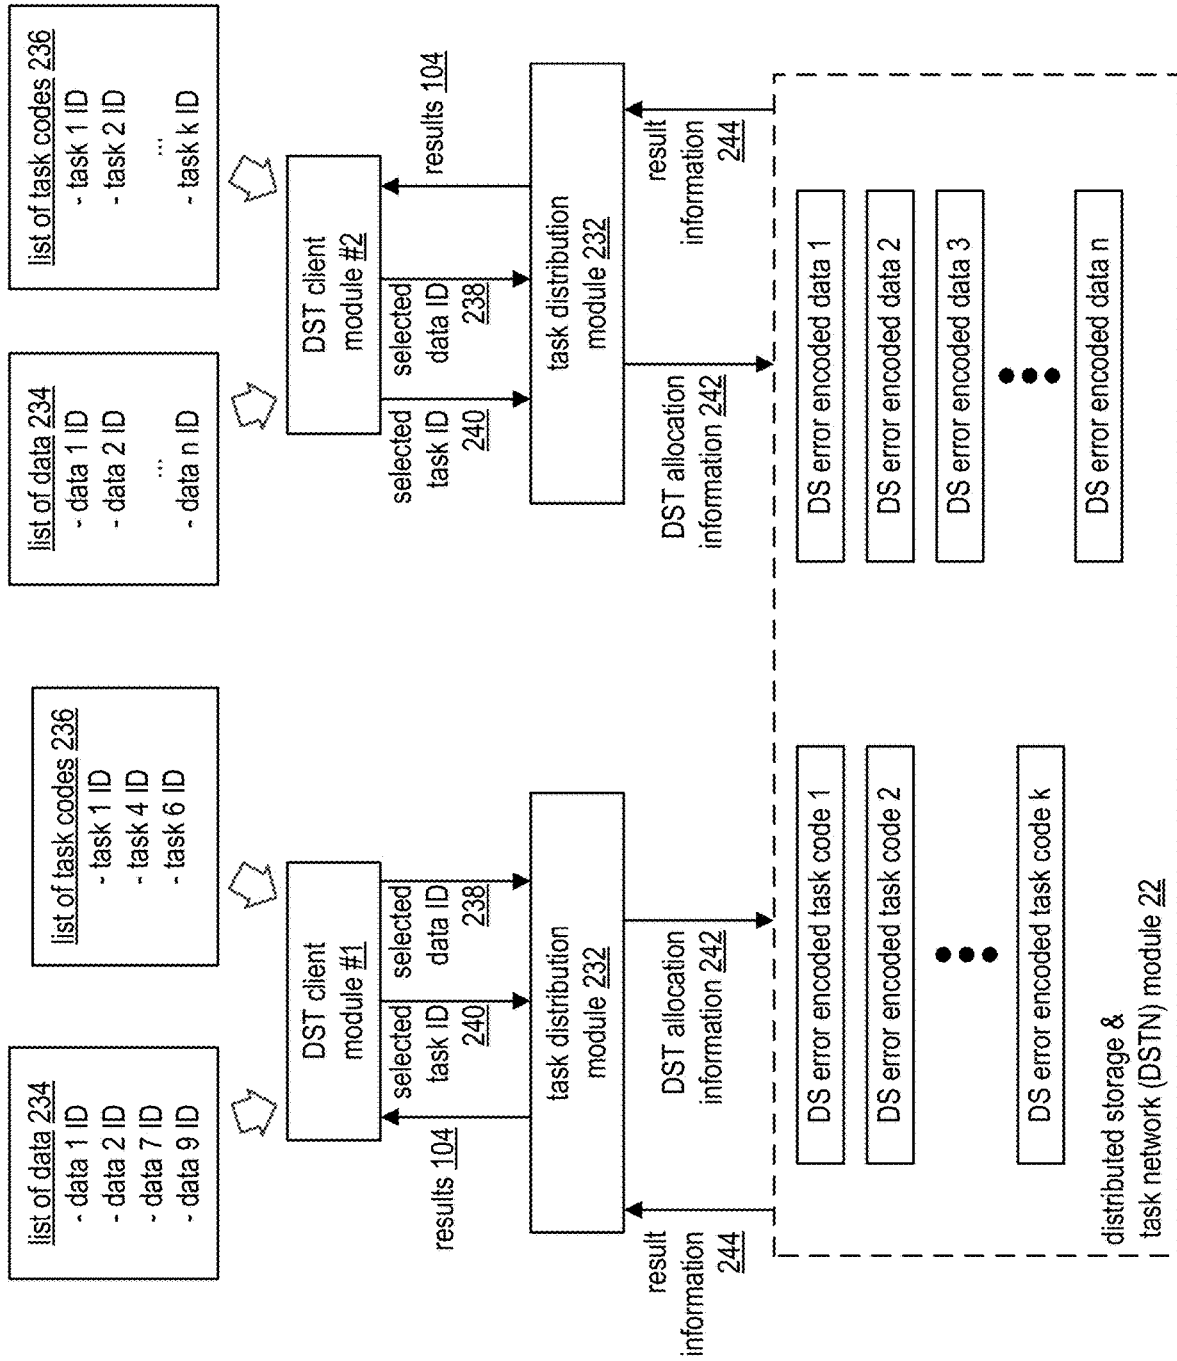 list of data 234
- data 1 ID
- data 2 ID
- data 7 ID
- data 9 ID
list of task codes 236
- task 1 ID
- task 4 ID
- task 6 ID
list of data 234
- data 1 ID
- data 2 ID
...
- data n ID
list of task codes 236
- task 1 ID
- task 2 ID
...
- task k ID
DST client
module #1
DST client
module #2
results 104
selected
task ID
240
selected
data ID
238
selected
task ID
240
selected
data ID
238
results 104
task distribution
module 232
task distribution
module 232
result
information
244
DST allocation
information 242
DST allocation
information 242
result
information
244
DS error encoded task code 1
DS error encoded task code 2
DS error encoded task code k
DS error encoded data 1
DS error encoded data 2
DS error encoded data 3
DS error encoded data n
distributed storage &
task network (DSTN) module 22